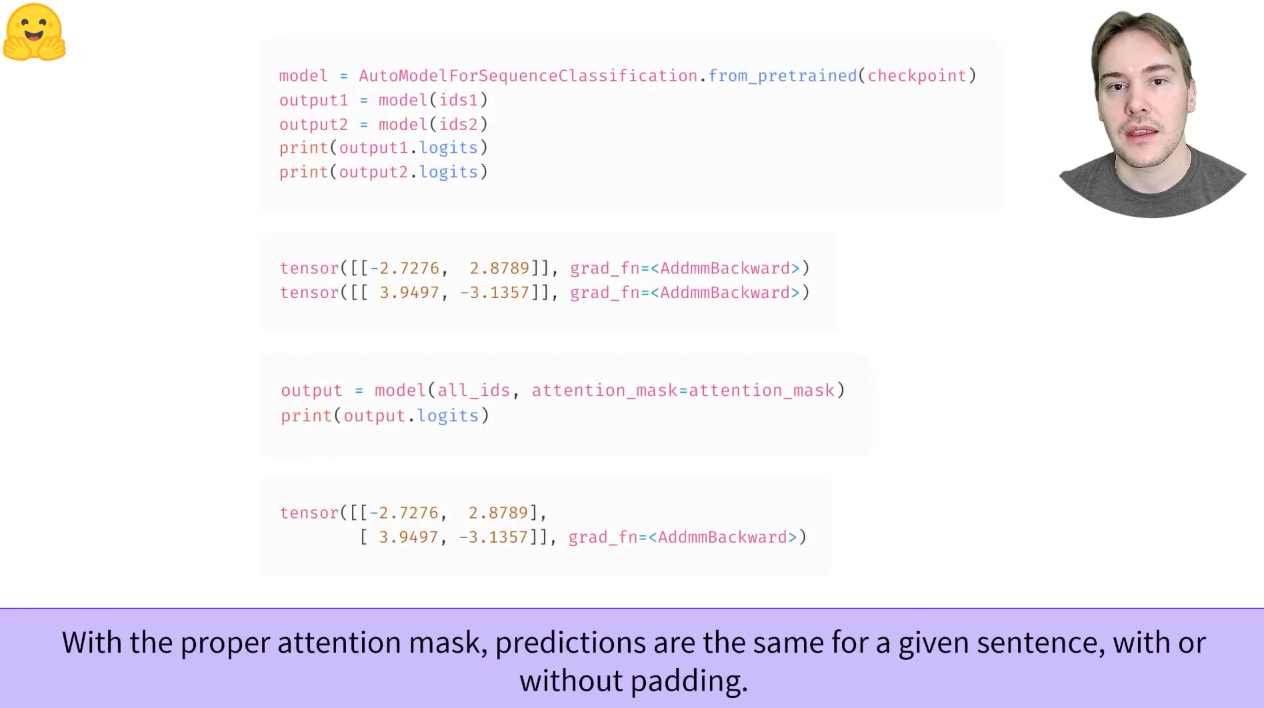 model = AutoModelForSequenceClassification.from_pretrained(checkpoint)
output1 = model(ids1)
output2 = model(ids2)
print(output1.logits)
print(output2.logits)
tensor([[-2.7276,  2.8789]], grad_fn=<AddmmBackward>)
tensor([[ 3.9497, -3.1357]], grad_fn=<AddmmBackward>)
output = model(all_ids, attention_mask=attention_mask)
print(output.logits)
tensor([[-2.7276,  2.8789],
        [ 3.9497, -3.1357]], grad_fn=<AddmmBackward>)
With the proper attention mask, predictions are the same for a given sentence, with or
without padding.